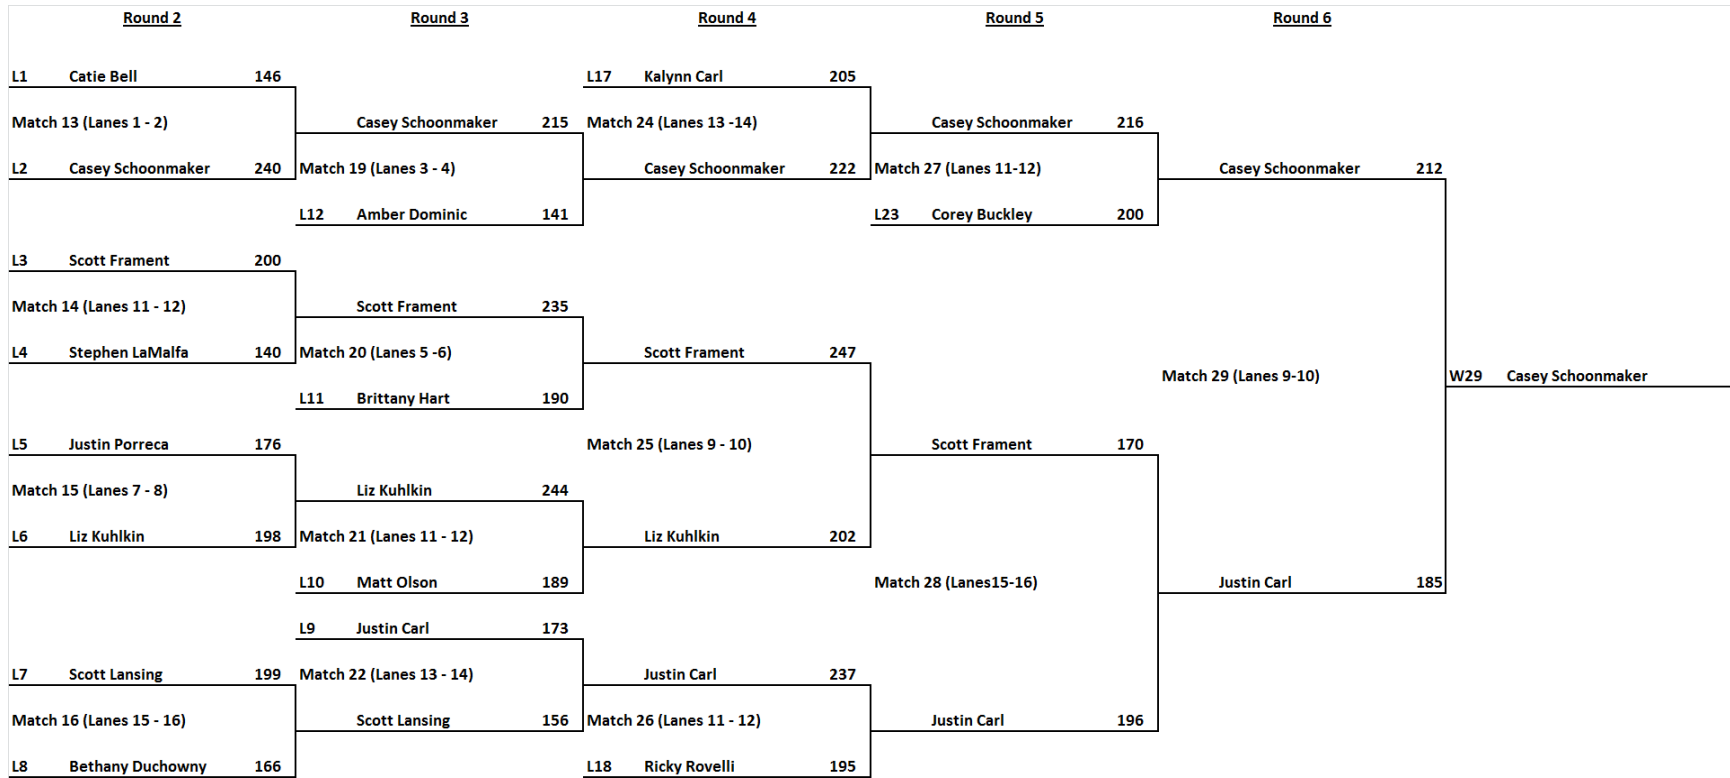 Round 2 Round 3 Round 4 Round 5 Round 6
L1 Catie Bell 146 L17 Kalynn Carl 205
Match 13 (Lanes 1 - 2) Casey Schoonmaker 215 Match 24 (Lanes 13 -14) Casey Schoonmaker 216
L2 Casey Schoonmaker 240 Match 19 (Lanes 3 - 4) Casey Schoonmaker 222 Match 27 (Lanes 11-12) Casey Schoonmaker 212
L12 Amber Dominic 141 L23 Corey Buckley 200
L3 Scott Frament 200
Match 14 (Lanes 11 - 12) Scott Frament 235
L4 Stephen LaMalfa 140 Match 20 (Lanes 5 -6) Scott Frament 247
Match 29 (Lanes 9-10) W29 Casey Schoonmaker
L11 Brittany Hart 190
L5 Justin Porreca 176 Match 25 (Lanes 9 - 10) Scott Frament 170
Match 15 (Lanes 7 - 8) Liz Kuhlkin 244
L6 Liz Kuhlkin 198 Match 21 (Lanes 11 - 12) Liz Kuhlkin 202
L10 Matt Olson 189 Match 28 (Lanes15-16) Justin Carl 185
L9 Justin Carl 173
L7 Scott Lansing 199 Match 22 (Lanes 13 - 14) Justin Carl 237
Match 16 (Lanes 15 - 16) Scott Lansing 156 Match 26 (Lanes 11 - 12) Justin Carl 196
L8 Bethany Duchowny 166 L18 Ricky Rovelli 195